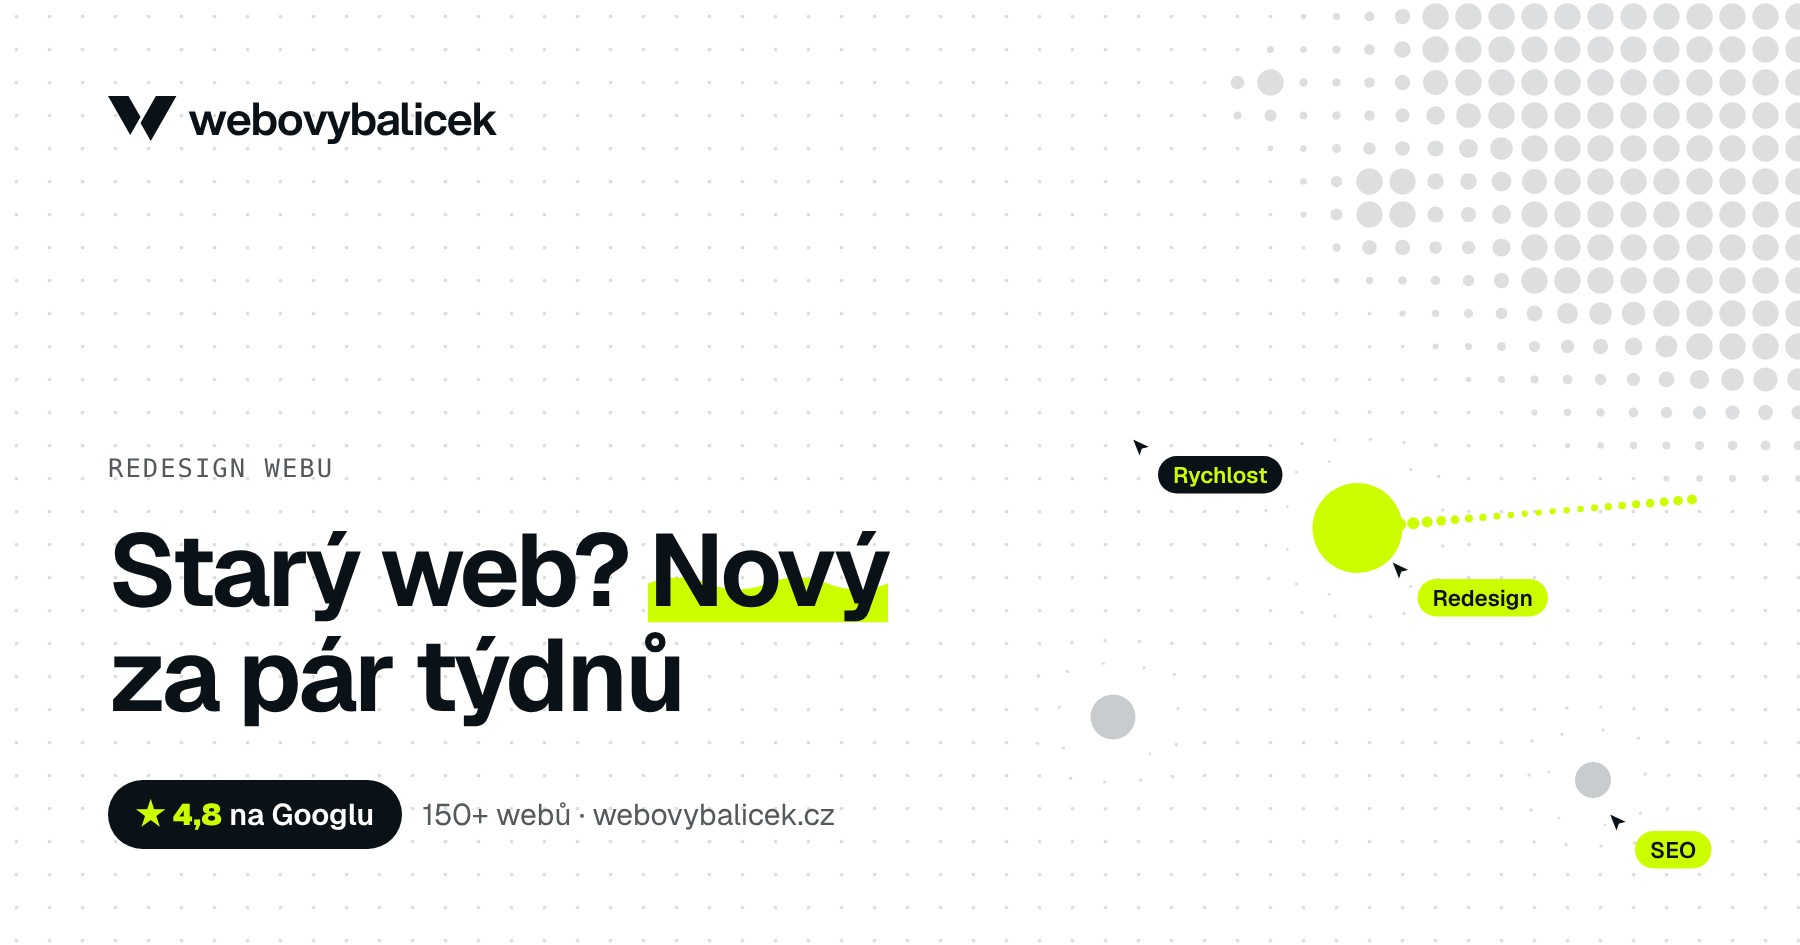 webovybalicek
REDESIGN WEBU
Starý web? Nový
za pár týdnů
★ 4,8 na Googlu
150+ webů · webovybalicek.cz
Rychlost
Redesign
SEO